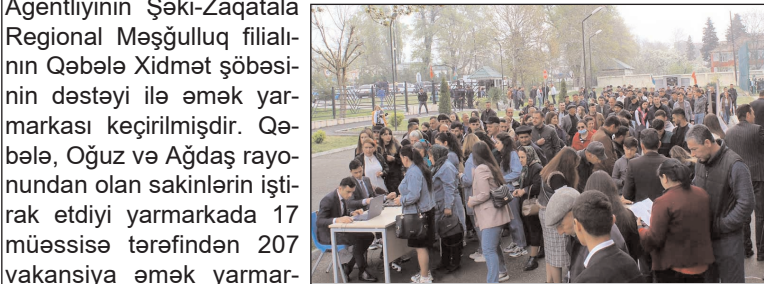 Agentliyinin Şəki-Zaqatala
Regional Məşğulluq filialı-
nın Qəbələ Xidmət şöbəsi-
nin dəstəyi ilə əmək yar-
markası keçirilmişdir. Qə-
bələ, Oğuz və Ağdaş rayo-
nundan olan sakinlərin işti-
rak etdiyi yarmarkada 17
müəssisə tərəfindən 207
vakansiya əmək yarmar-